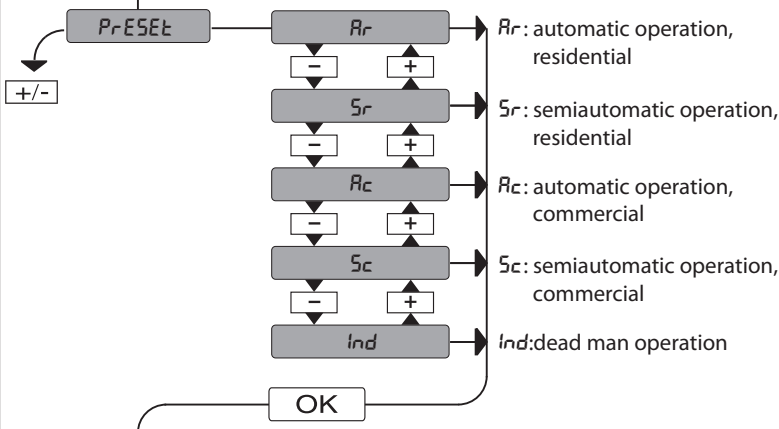 PrESEt
Ar
Ar: automatic operation,
residential
+/-
-
+
Sr
Sr: semiautomatic operation,
residential
-
+
Ac
Ac: automatic operation,
commercial
-
+
Sc
Sc: semiautomatic operation,
commercial
-
+
Ind
Ind:dead man operation
OK